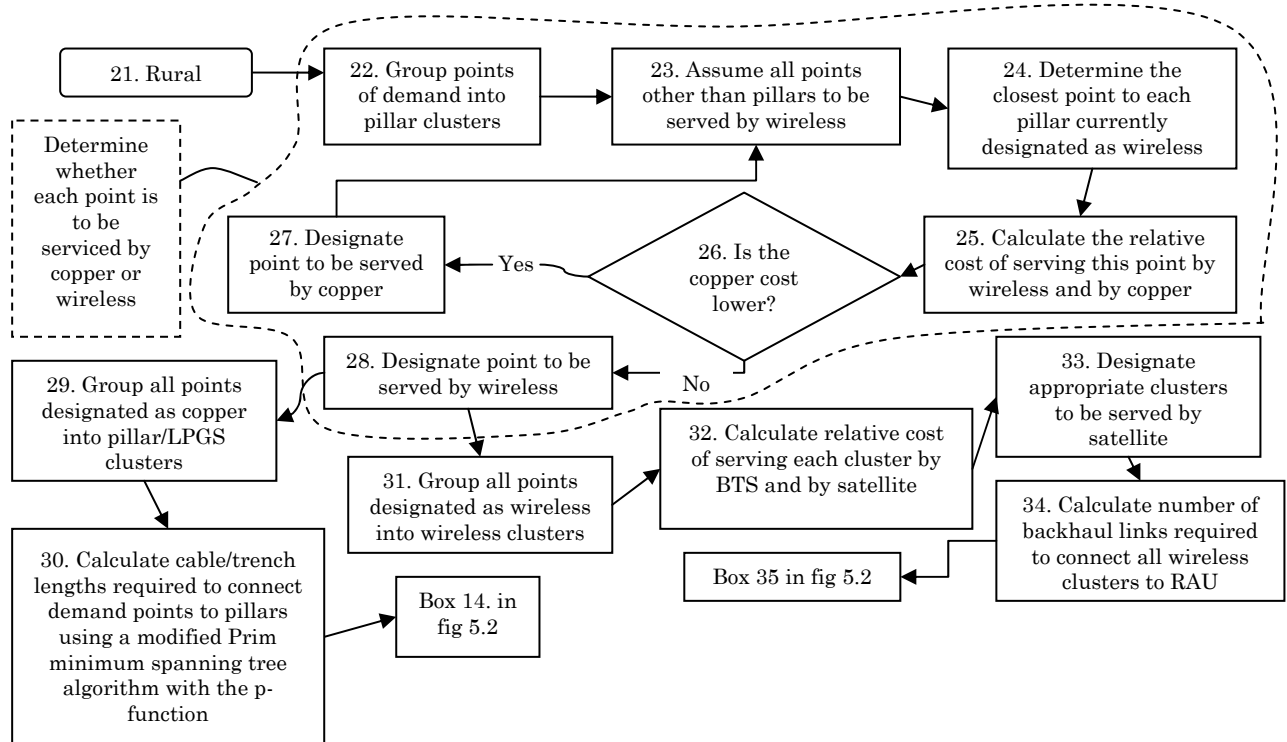 21. Rural
22. Group points
of demand into
pillar clusters
23. Assume all points
other than pillars to be
served by wireless
24. Determine the
closest point to each
pillar currently
designated as wireless
Determine
whether
each point is
to be
serviced by
copper or
wireless
27. Designate
point to be served
by copper
Yes
26. Is the
copper cost
lower?
25. Calculate the relative
cost of serving this point by
wireless and by copper
No
28. Designate point to be
served by wireless
29. Group all points
designated as copper
into pillar/LPGS
clusters
33. Designate
appropriate clusters
to be served by
satellite
32. Calculate relative cost
of serving each cluster by
BTS and by satellite
31. Group all points
designated as wireless
into wireless clusters
34. Calculate number of
backhaul links required
to connect all wireless
clusters to RAU
30. Calculate cable/trench
lengths required to connect
demand points to pillars
using a modified Prim
minimum spanning tree
algorithm with the p-
function
Box 14. in
fig 5.2
Box 35 in fig 5.2